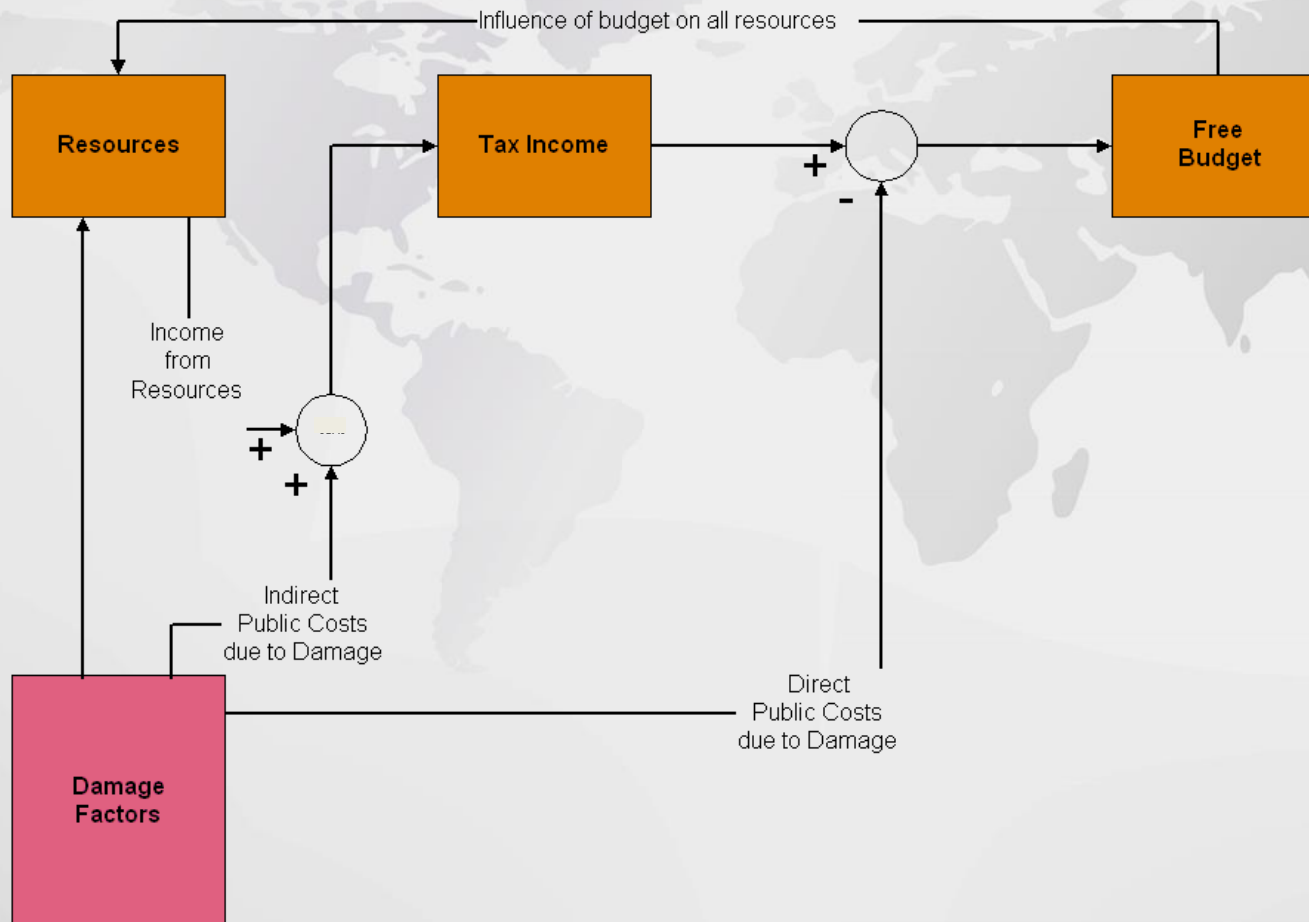 Influence of budget on all resources
Resources
Tax Income
Free
Budget
+
-
Income
from
Resources
+
+
Indirect
Public Costs
due to Damage
Direct
Public Costs
due to Damage
Damage
Factors